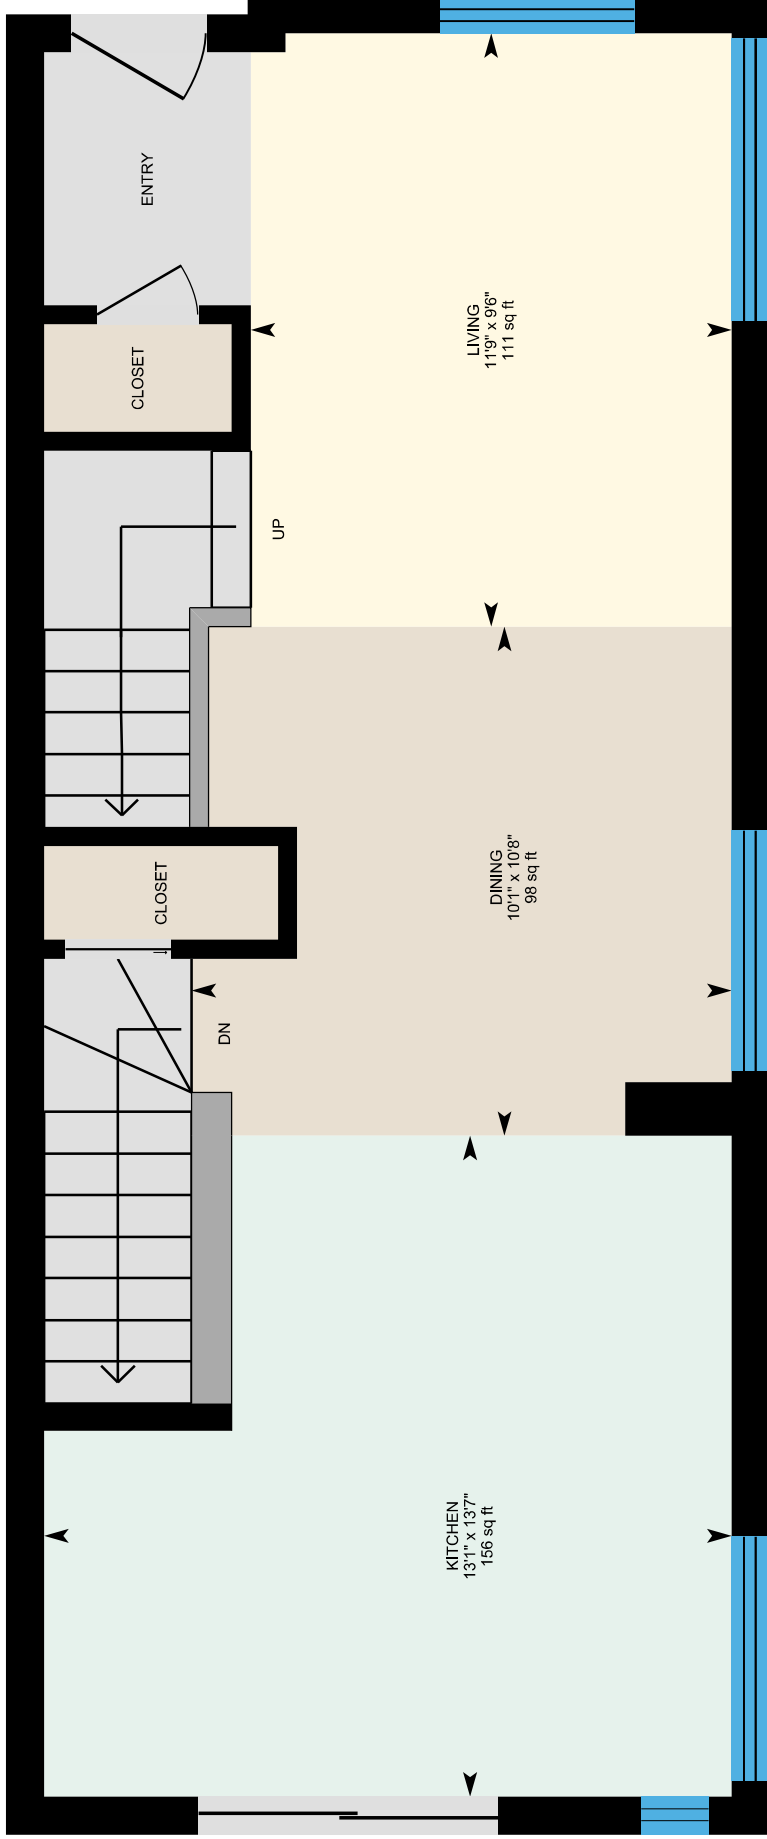 ENTRY
CLOSET
LIVING
11'9" x 9'6"
111 sq ft
UP
CLOSET
DINING
10'1" x 10'8"
98 sq ft
DN
KITCHEN
13'1" x 13'7"
156 sq ft